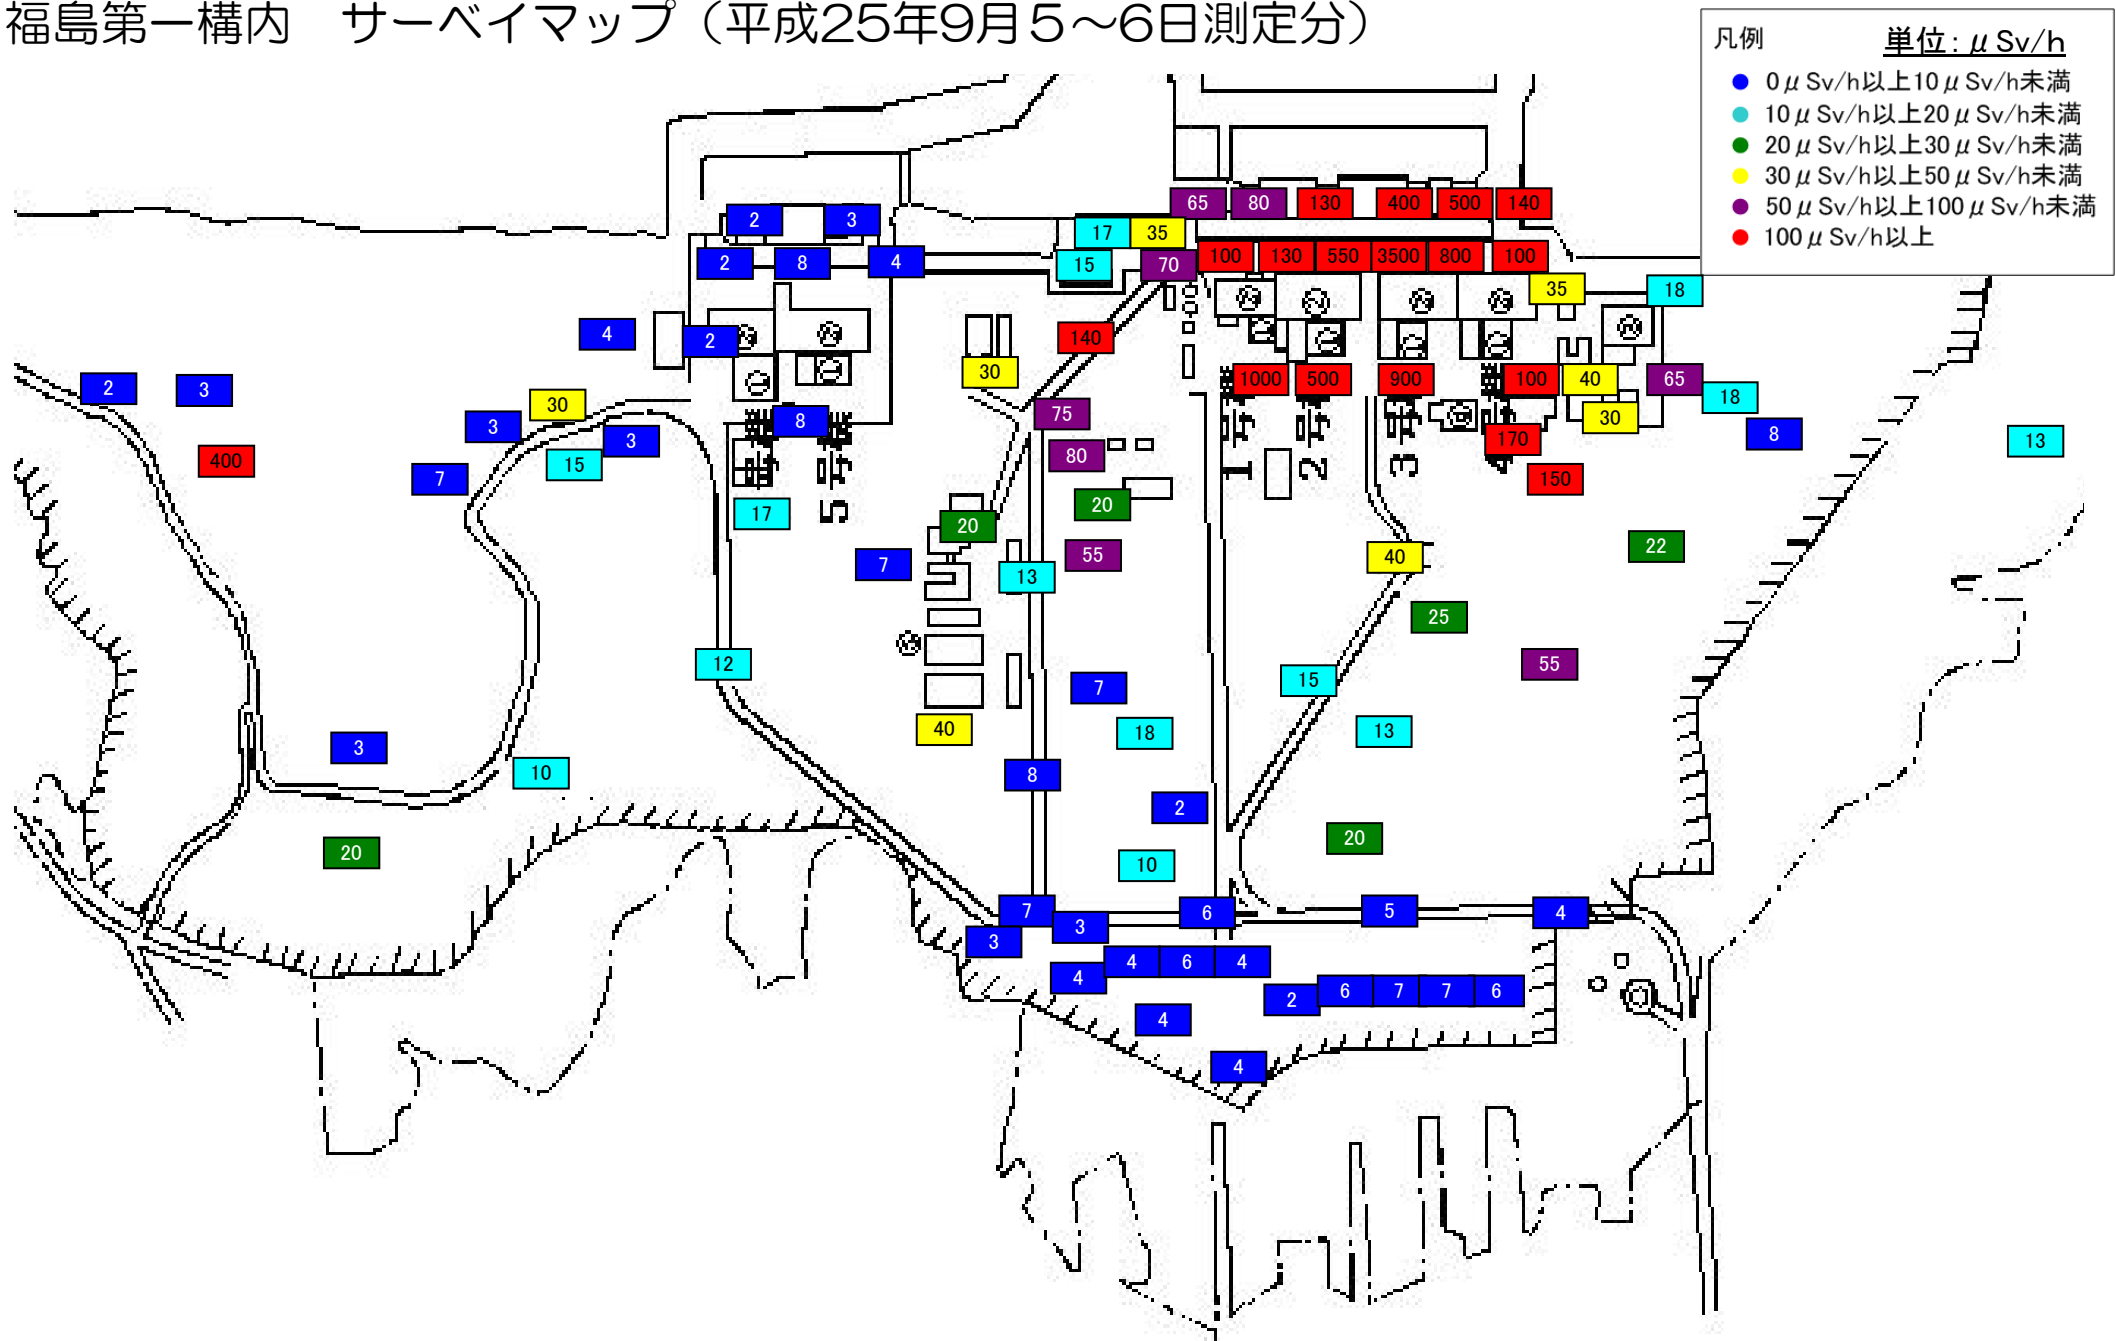 福島第一構内 サーベイマップ（平成25年9月5～6日測定分）
凡例 単位：μSv/h
0μSv/h以上10μSv/h未満
10μSv/h以上20μSv/h未満
20μSv/h以上30μSv/h未満
30μSv/h以上50μSv/h未満
50μSv/h以上100μSv/h未満
100μSv/h以上
65 80 130 400 500 140
2 3 17 35
2 8 4 15 70 100 130 550 3500 800 100
35 18
4 2 140
30 1000 500 900 100 40 65
2 3 18
30 75 30
3 8 3 8
170 13
400 15 80
7 150
17 20
20
7 55 40 22
13
25
12 15 55
7
40 18 13
3
10 8
2
20 10 20
7 6 5 4
3 3
4 4 6 4
2 6 7 7 6
4
4
1号
2号
3号
4
5号